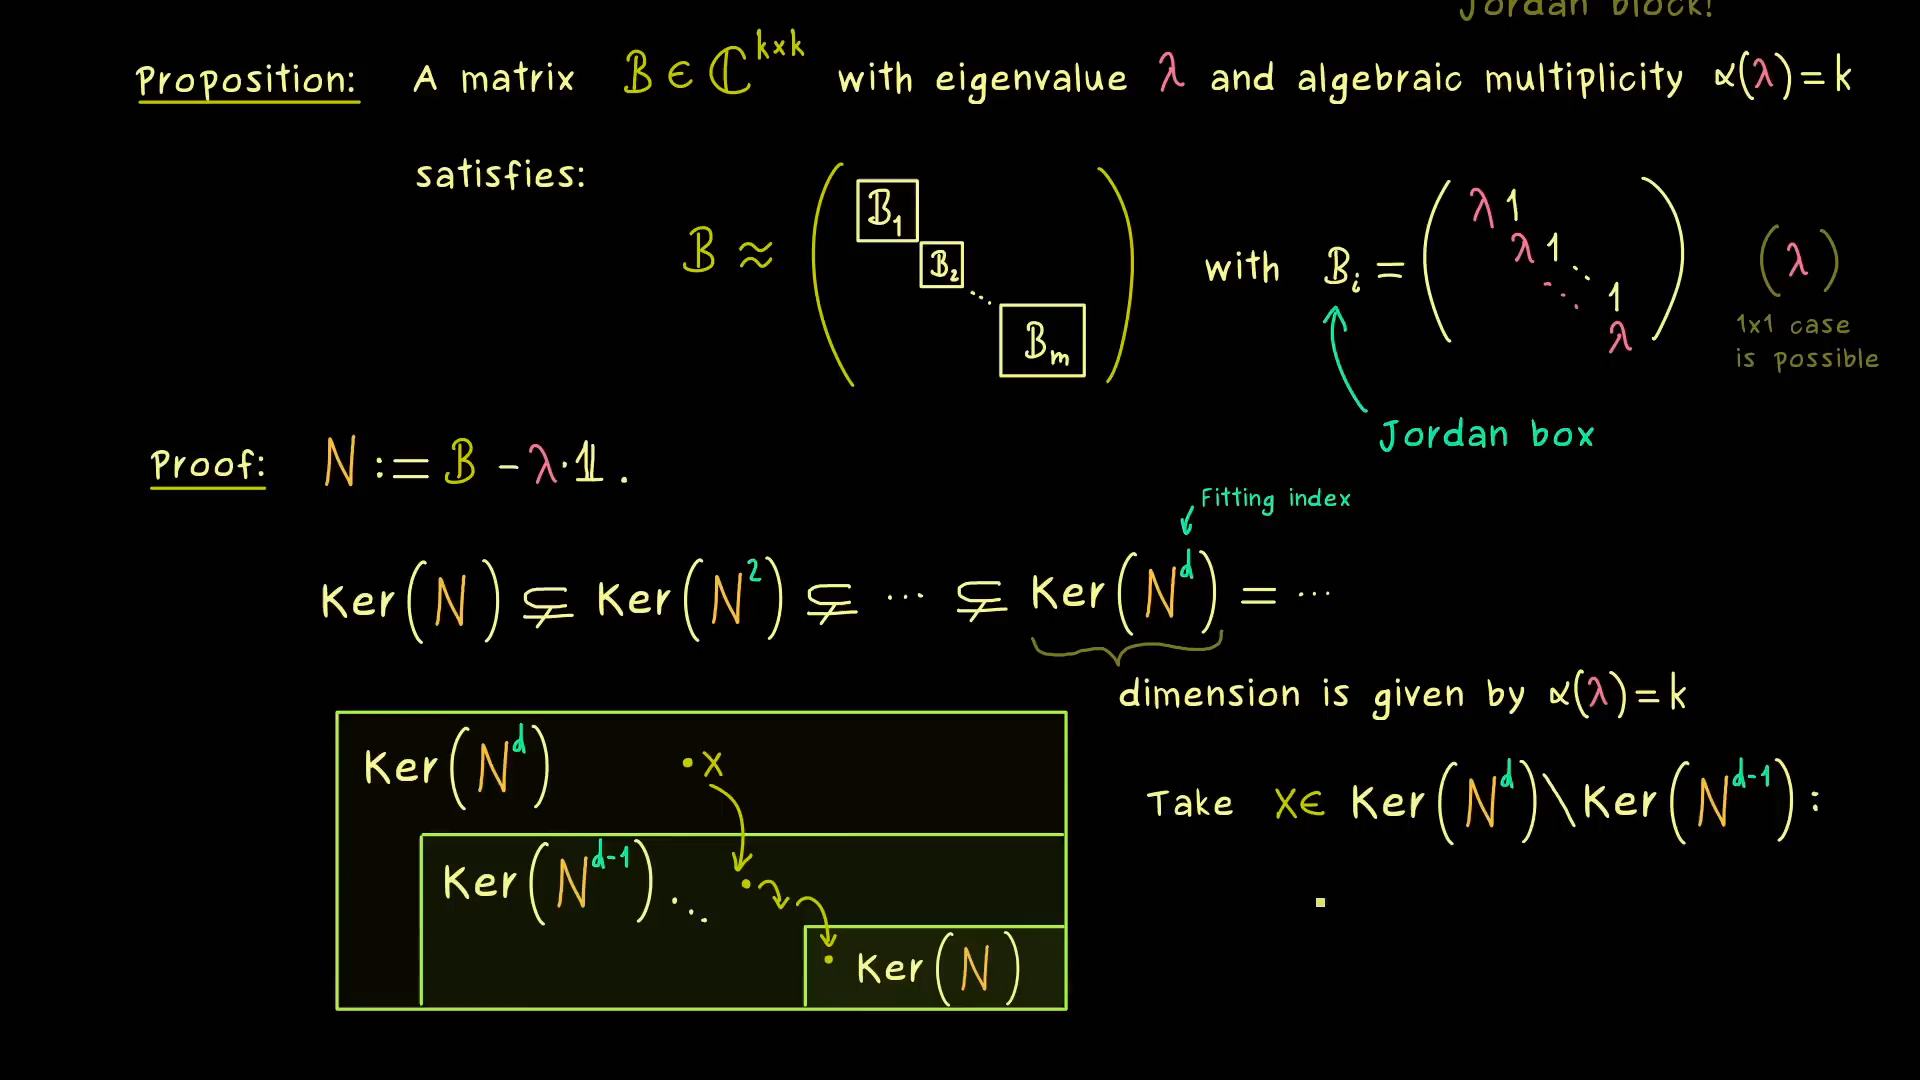 Jordan block!
Proposition: A matrix B ∈ ℂ^{k×k} with eigenvalue λ and algebraic multiplicity α(λ) = k
satisfies:
B ≈ ( B₁ B₂ ⋱ Bₘ ) with Bᵢ = ( λ 1 λ 1 ⋱ ⋱ 1 λ ) (λ)
1x1 case
is possible
Jordan box
Proof: N := B - λ·𝟙 .
Fitting index
Ker(N) ⊊ Ker(N²) ⊊ ⋯ ⊊ Ker(N^d) = ⋯
dimension is given by α(λ) = k
Ker(N^d) · x
Take x ∈ Ker(N^d) \ Ker(N^{d-1}) :
Ker(N^{d-1}) ⋱
Ker(N)